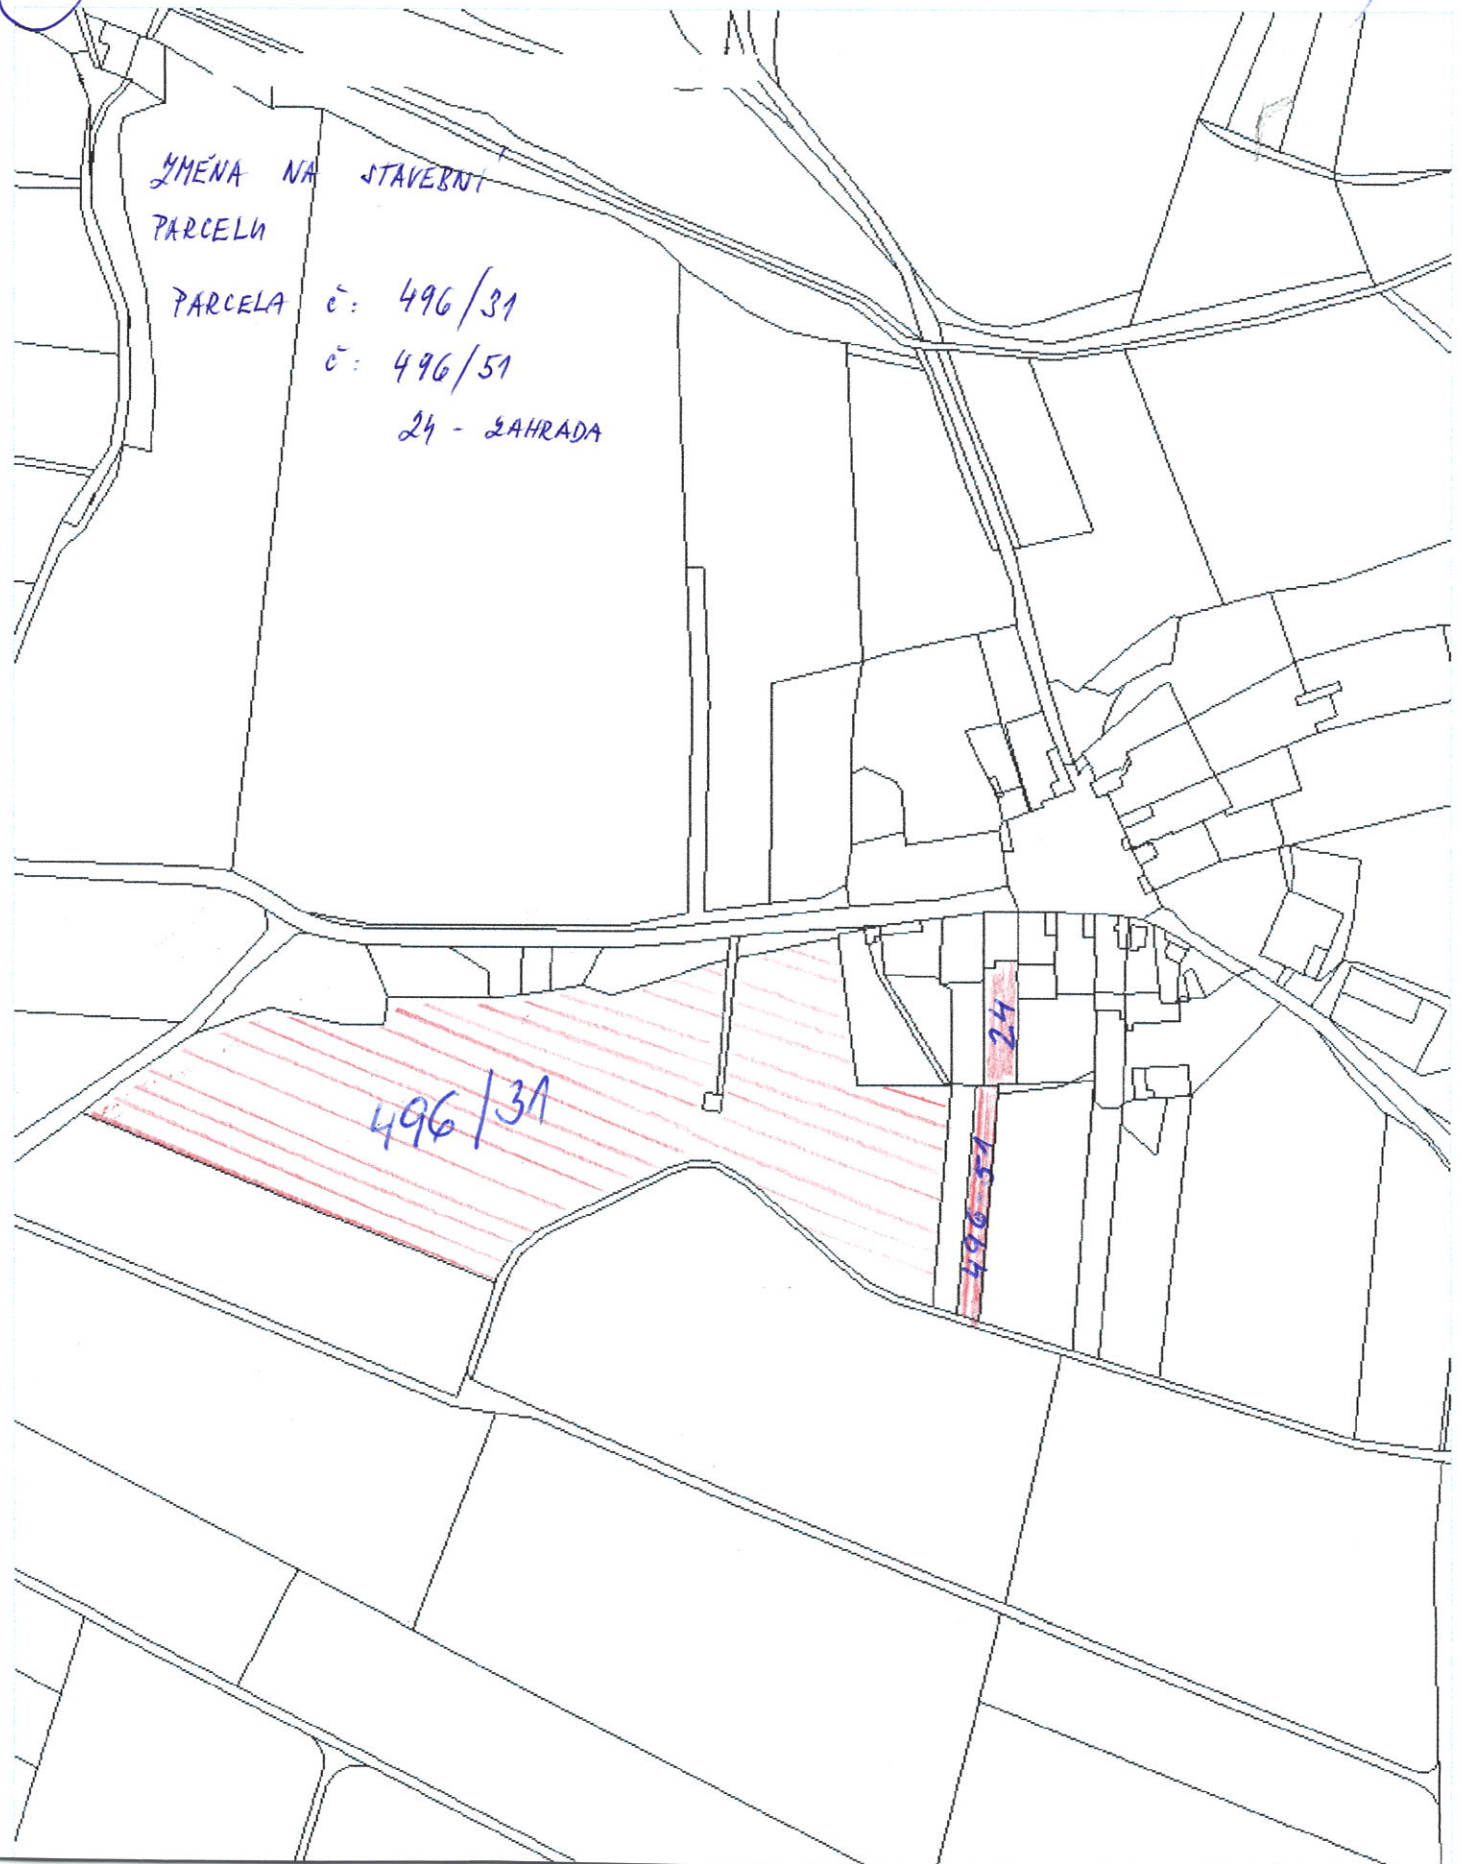 ZMĚNA NA STAVEBNÍ
PARCELU
PARCELA č: 496/31
č: 496/51
24 - ZAHRADA
24
496/31
496-51